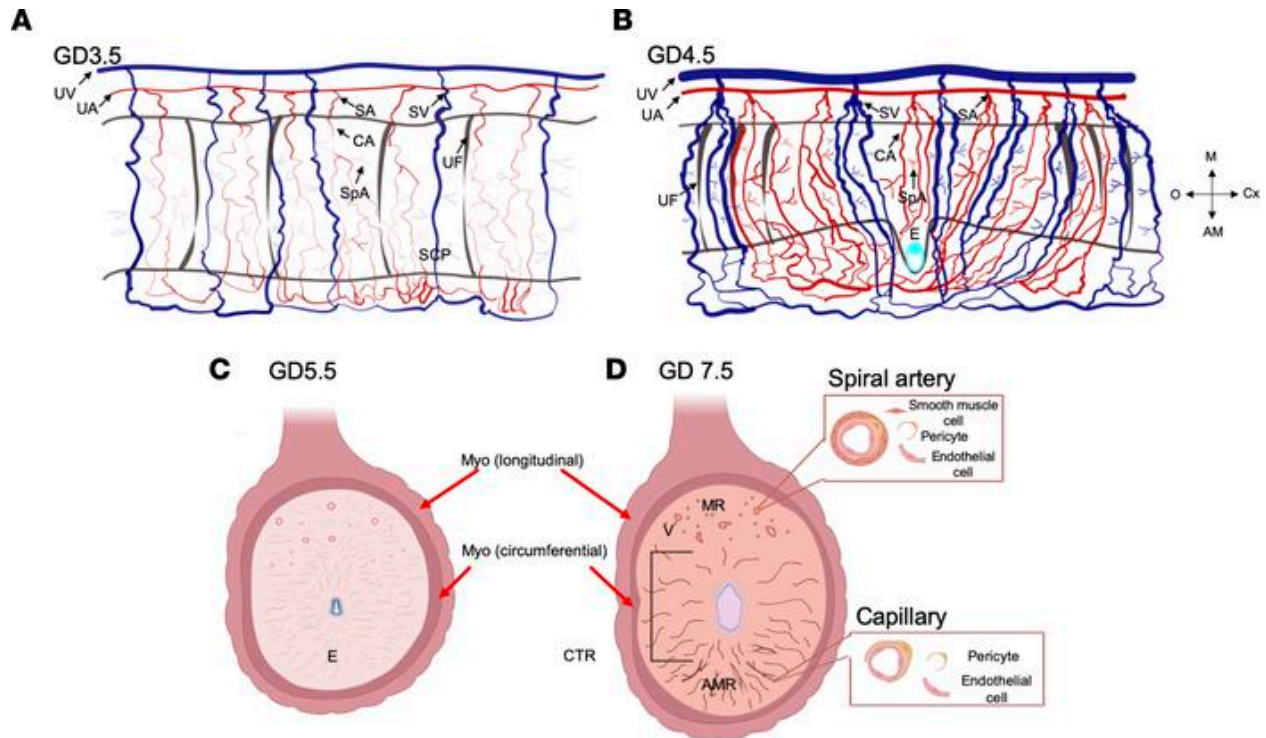 A
GD3.5
UV
UA
SA
SV
CA
UF
SpA
SCP
B
GD4.5
UV
UA
SV
SA
CA
SpA
UF
E
M
O
Cx
AM
C
GD5.5
E
Myo (longitudinal)
Myo (circumferential)
D
GD 7.5
MR
V
CTR
AMR
Spiral artery
Smooth muscle
cell
Pericyte
Endothelial
cell
Capillary
Pericyte
Endothelial
cell